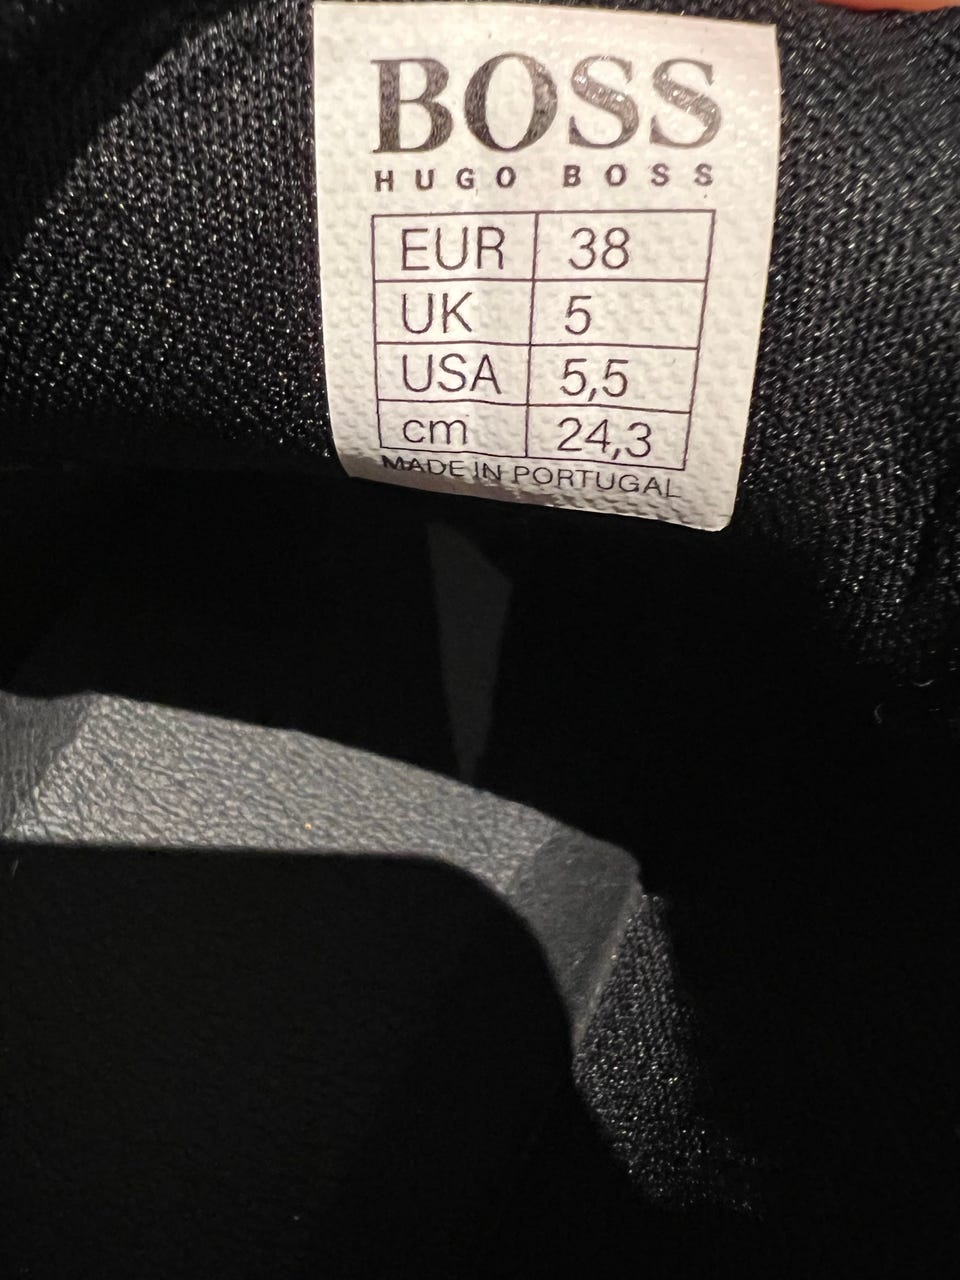 BOSS
HUGO BOSS
EUR 38
UK 5
USA 5,5
cm 24,3
MADE IN PORTUGAL